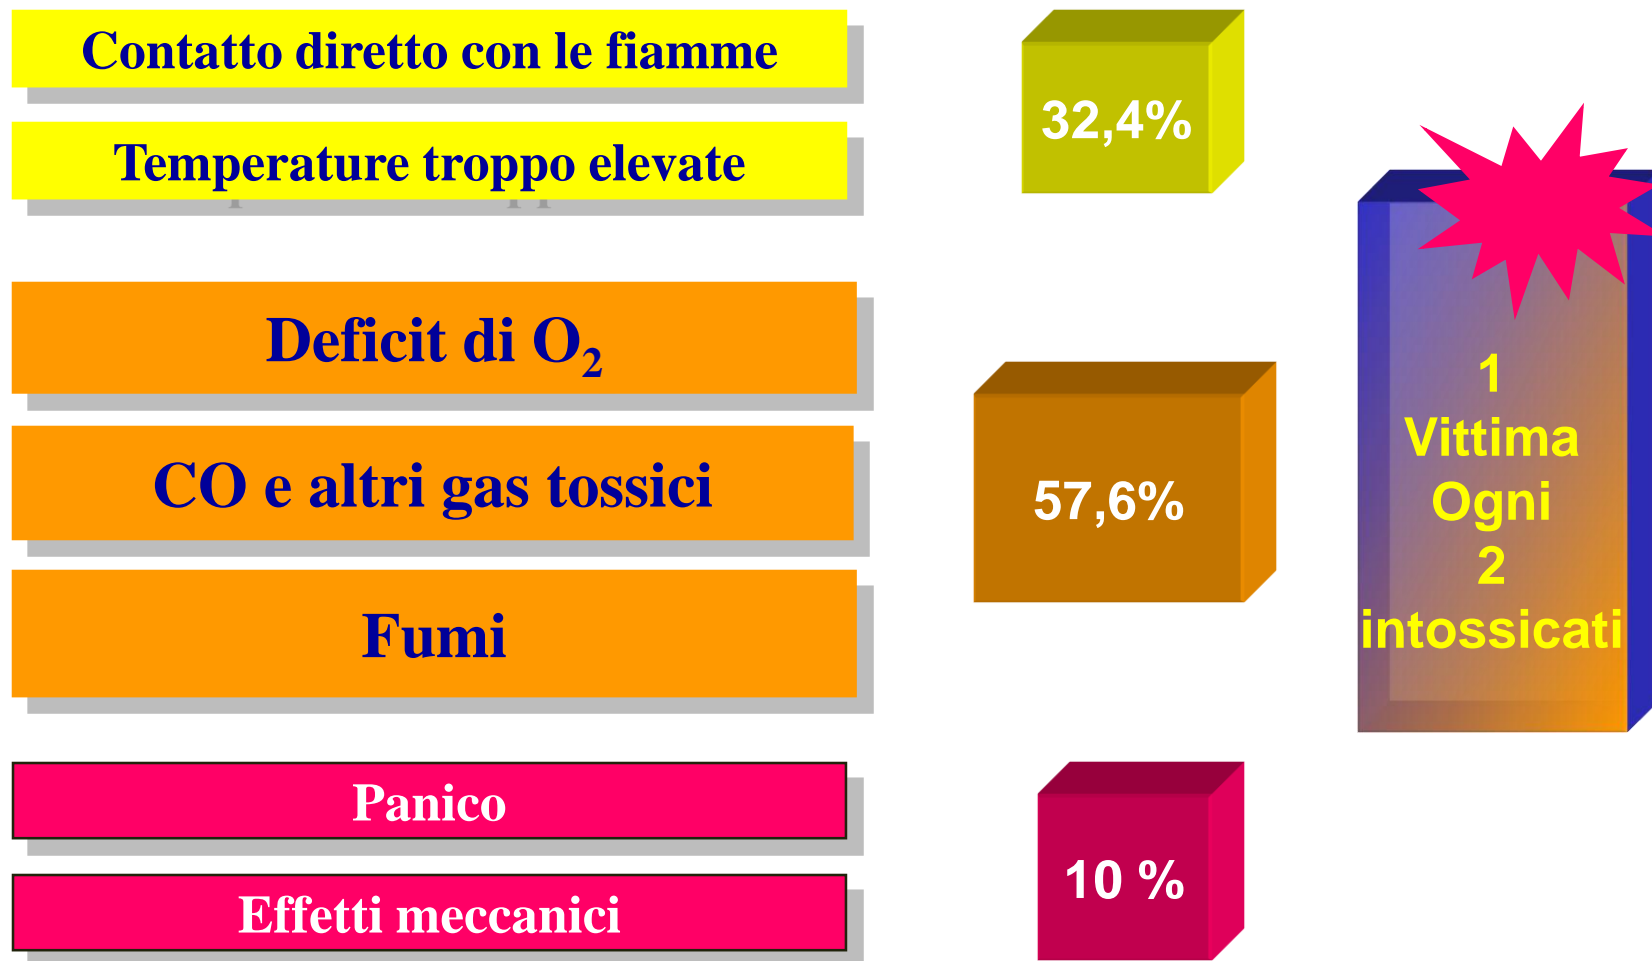 Contatto diretto con le fiamme
Temperature troppo elevate
32,4%
Deficit di O₂
CO e altri gas tossici
Fumi
57,6%
1
Vittima
Ogni
2
intossicati
Panico
Effetti meccanici
10 %